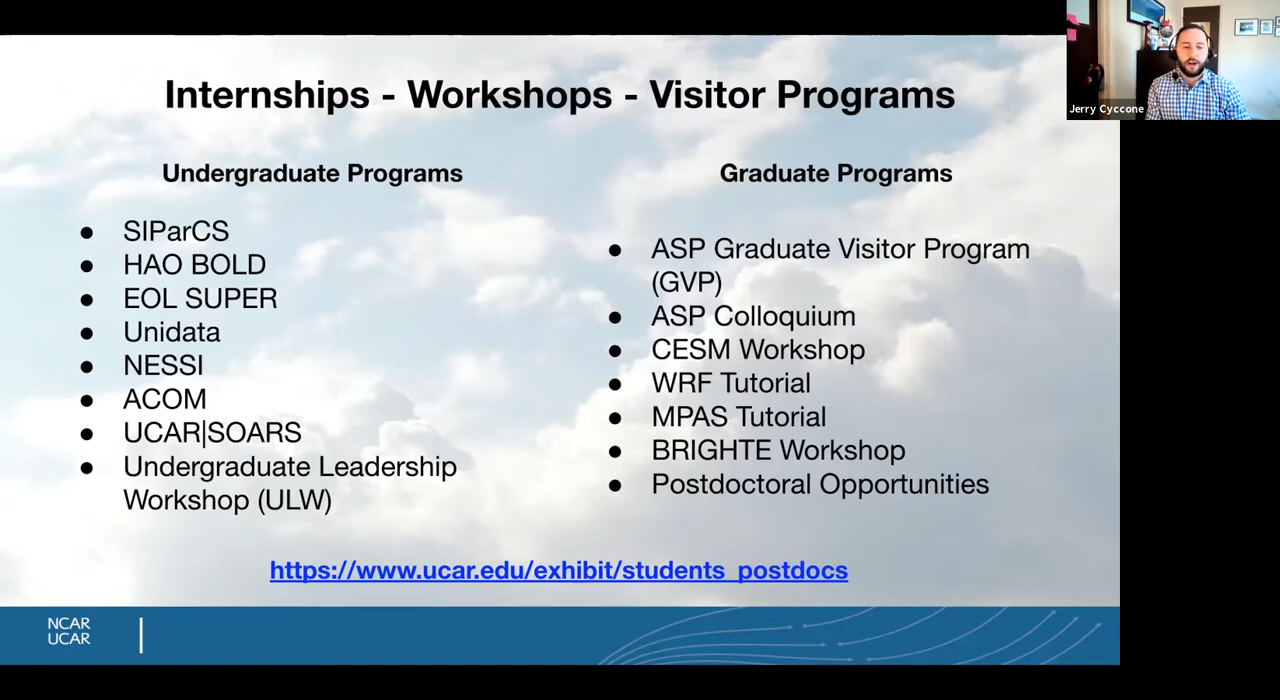 Internships - Workshops - Visitor Programs
Jerry Cyccone
Undergraduate Programs
● SIParCS
● HAO BOLD
● EOL SUPER
● Unidata
● NESSI
● ACOM
● UCAR|SOARS
● Undergraduate Leadership
Workshop (ULW)
Graduate Programs
● ASP Graduate Visitor Program
(GVP)
● ASP Colloquium
● CESM Workshop
● WRF Tutorial
● MPAS Tutorial
● BRIGHTE Workshop
● Postdoctoral Opportunities
https://www.ucar.edu/exhibit/students_postdocs
NCAR
UCAR